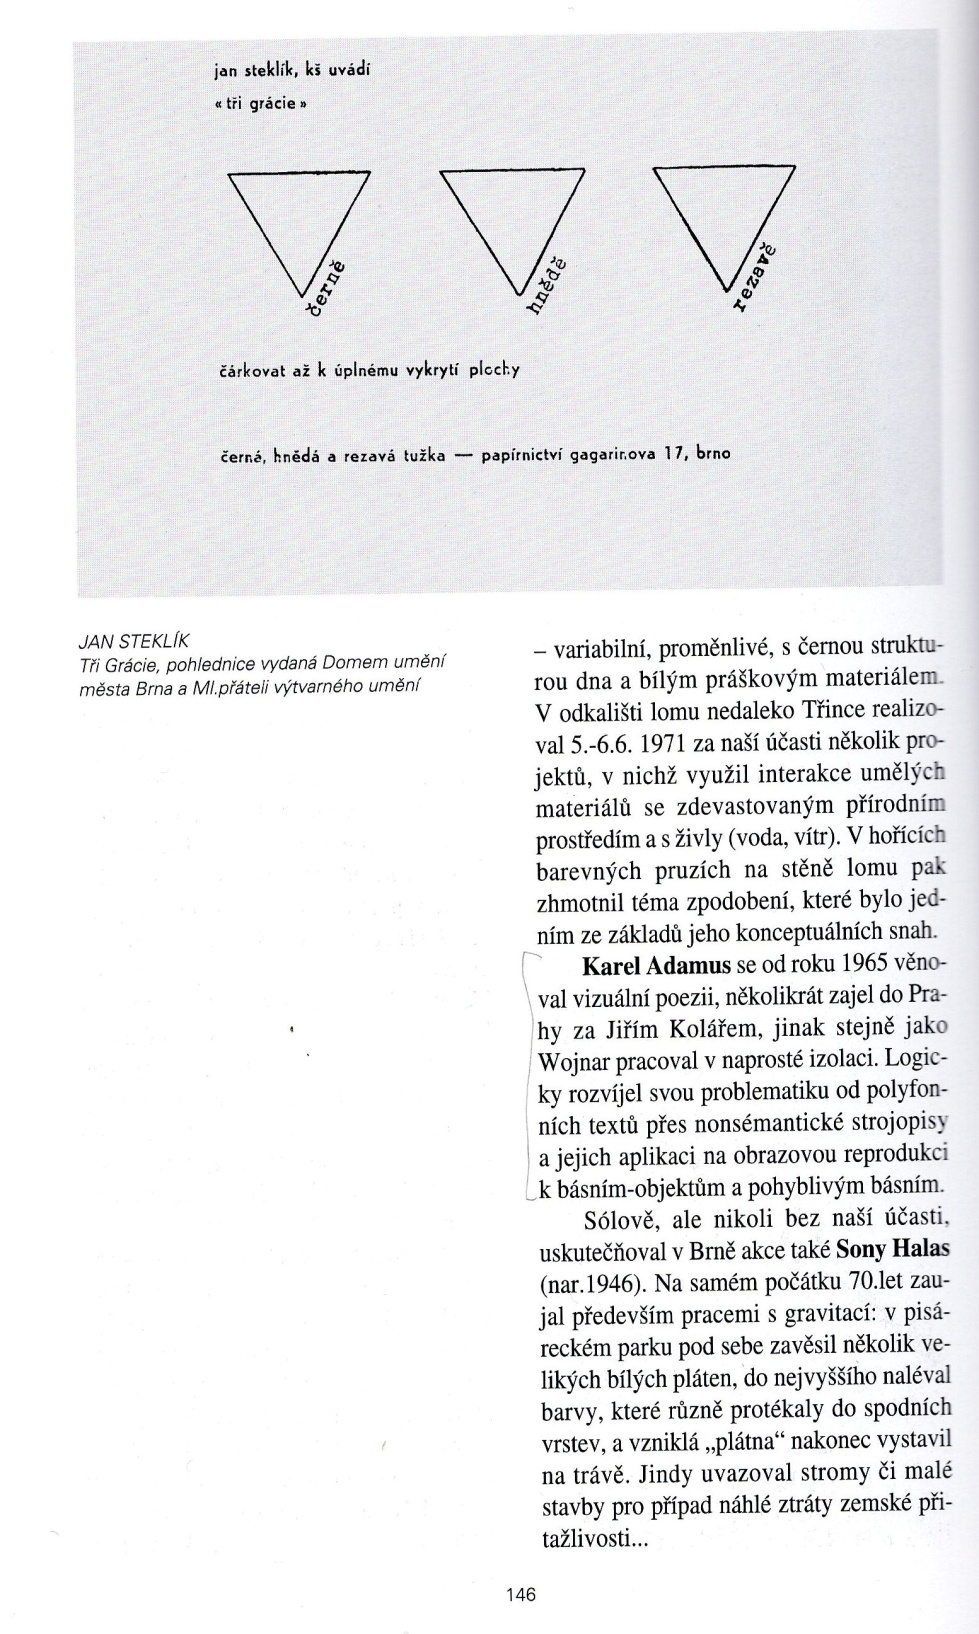 jan steklík, kš uvádí
« tři grácie »
černě
hnědě
rezavě
čárkovat až k úplnému vykrytí plochy
černá, hnědá a rezavá tužka — papírnictví gagarinova 17, brno
JAN STEKLÍK
Tři Grácie, pohlednice vydaná Domem umění
města Brna a Ml.přáteli výtvarného umění
– variabilní, proměnlivé, s černou struktu-
rou dna a bílým práškovým materiálem.
V odkališti lomu nedaleko Třince realizo-
val 5.-6.6. 1971 za naší účasti několik pro-
jektů, v nichž využil interakce umělých
materiálů se zdevastovaným přírodním
prostředím a s živly (voda, vítr). V hořících
barevných pruzích na stěně lomu pak
zhmotnil téma zpodobení, které bylo jed-
ním ze základů jeho konceptuálních snah.
Karel Adamus se od roku 1965 věno-
val vizuální poezii, několikrát zajel do Pra-
hy za Jiřím Kolářem, jinak stejně jako
Wojnar pracoval v naprosté izolaci. Logic-
ky rozvíjel svou problematiku od polyfon-
ních textů přes nonsémantické strojopisy
a jejich aplikaci na obrazovou reprodukci
k básním-objektům a pohyblivým básním.
Sólově, ale nikoli bez naší účasti,
uskutečňoval v Brně akce také Sony Halas
(nar.1946). Na samém počátku 70.let zau-
jal především pracemi s gravitací: v pisá-
reckém parku pod sebe zavěsil několik ve-
likých bílých pláten, do nejvyššího naléval
barvy, které různě protékaly do spodních
vrstev, a vzniklá „plátna“ nakonec vystavil
na trávě. Jindy uvazoval stromy či malé
stavby pro případ náhlé ztráty zemské při-
tažlivosti...
146